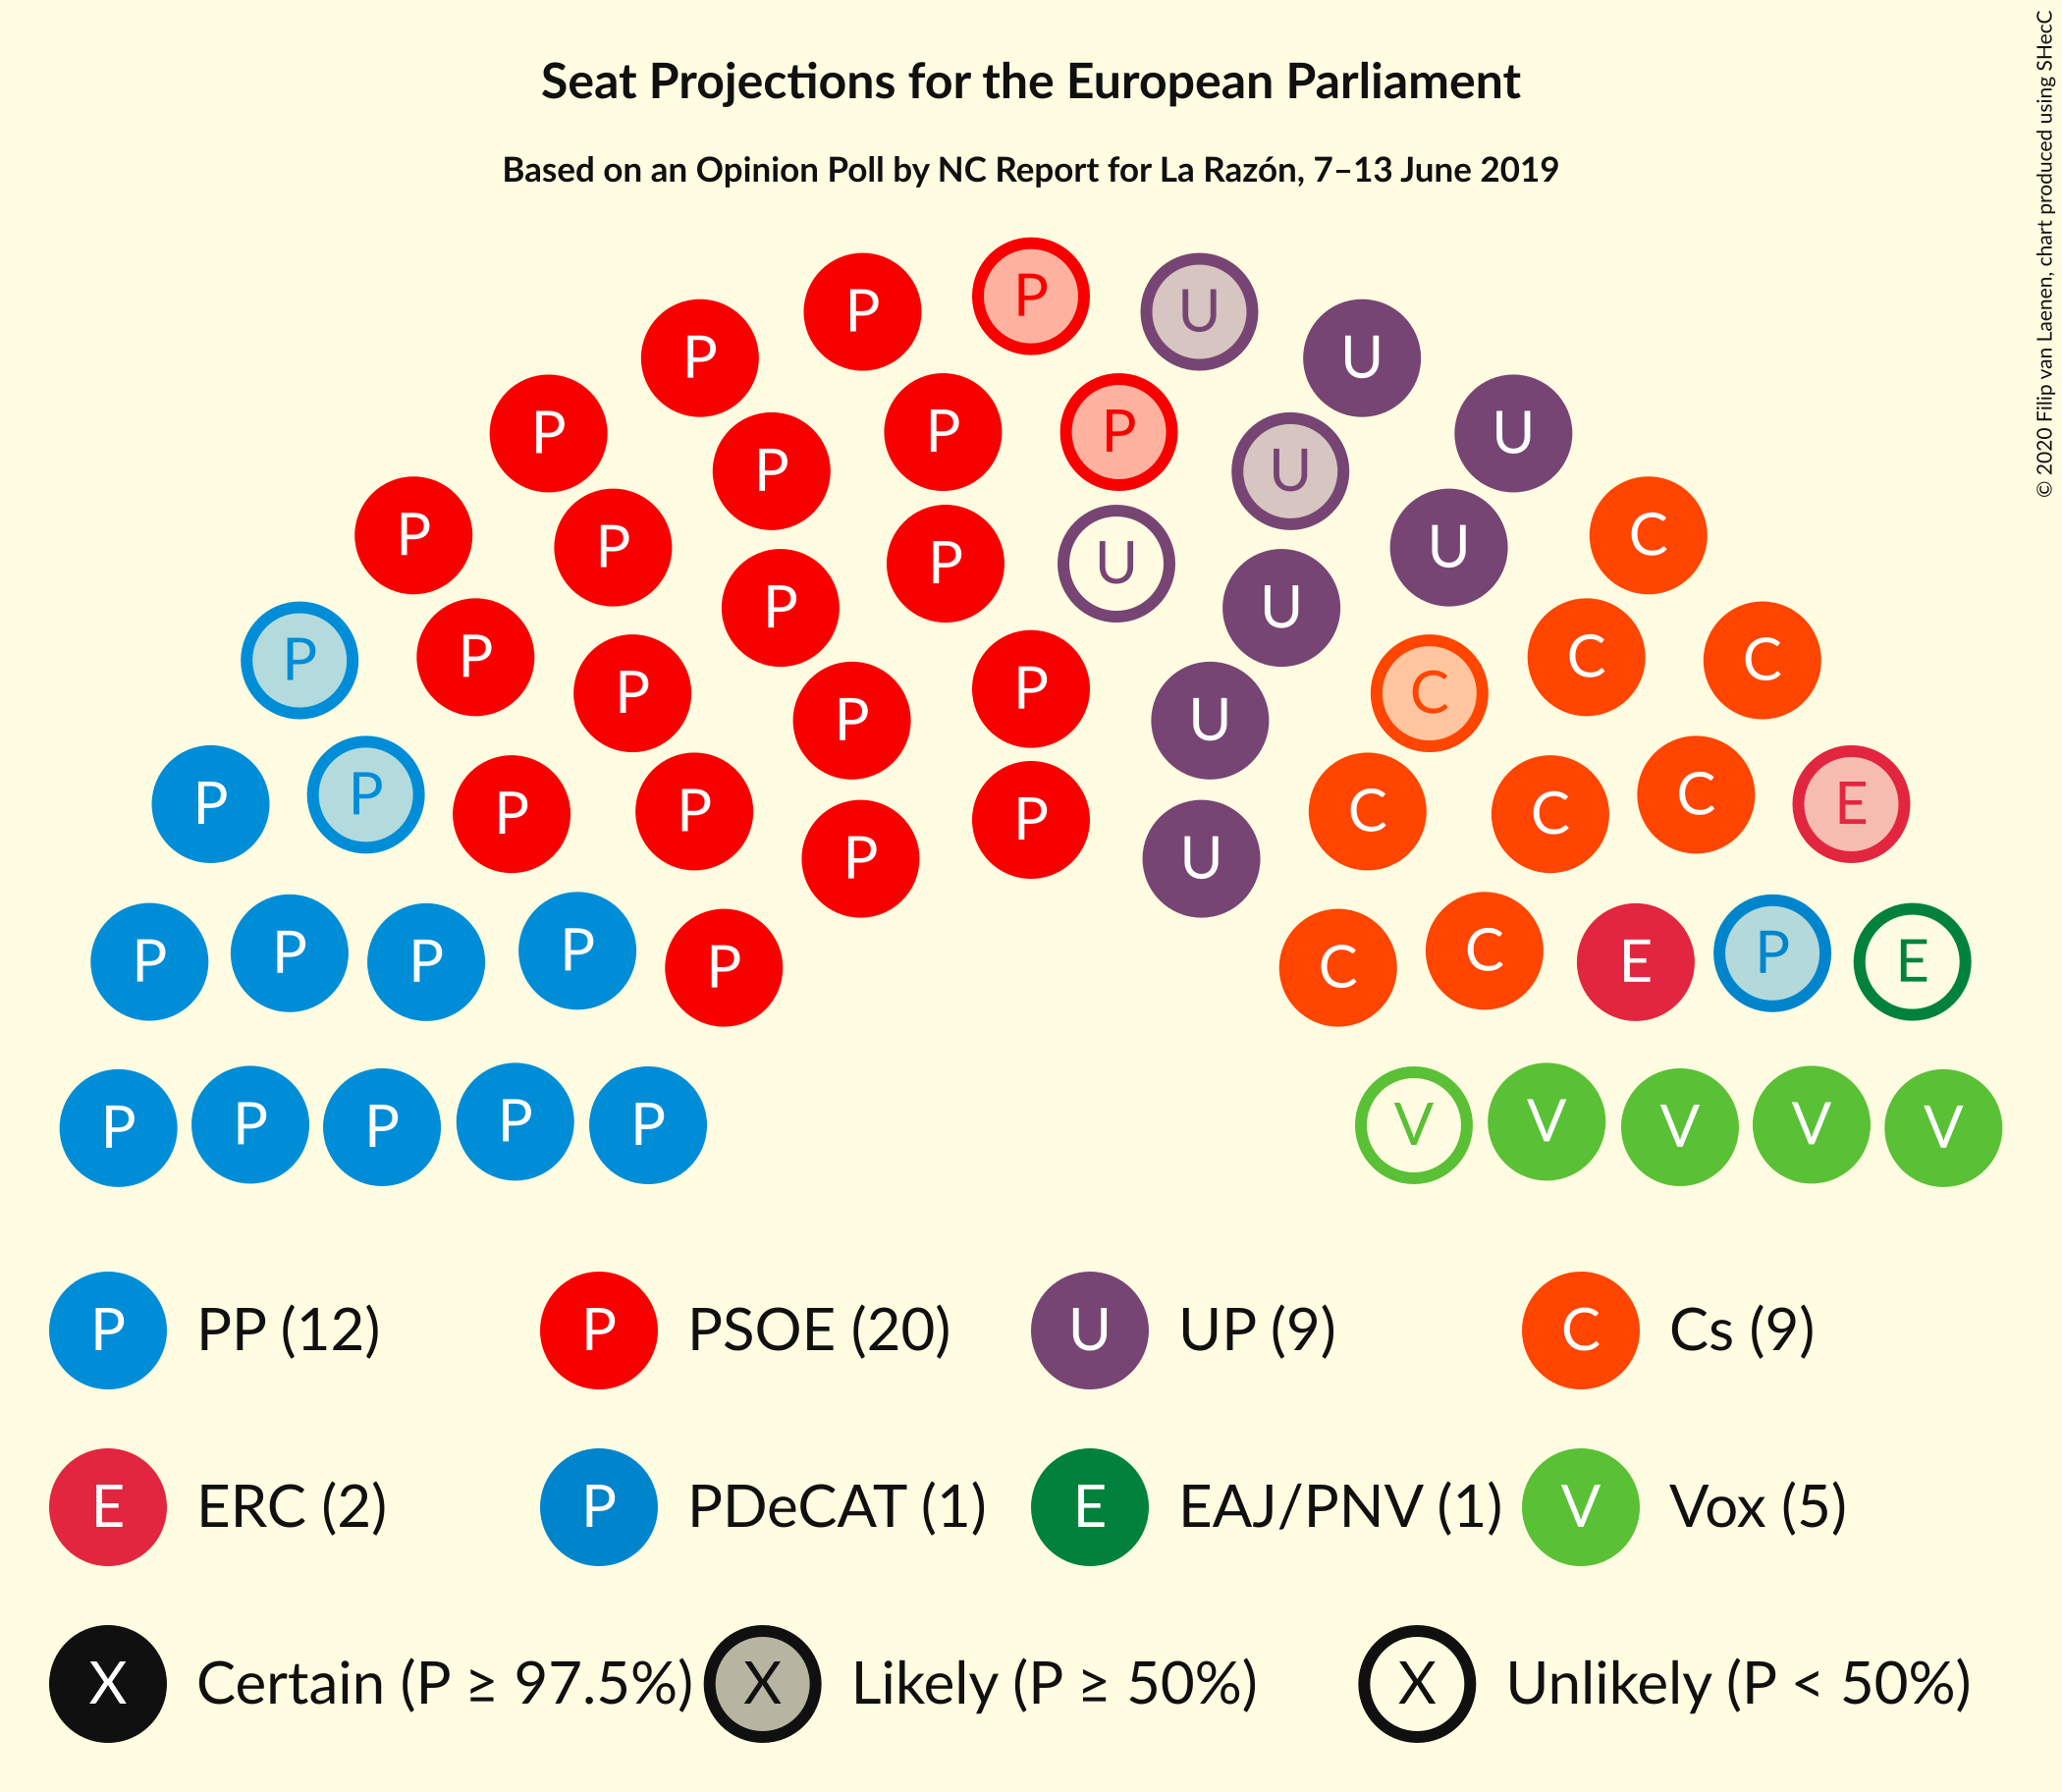 Seat Projections for the European Parliament
Based on an Opinion Poll by NC Report for La Razón, 7–13 June 2019
© 2020 Filip van Laenen, chart produced using SHecC
P
P P U
P U
P U
P P
P U
P P C
P P U
P U
P U
P P C C
P P C
P
P P
P P C C
P P C C
P P E
P U
P P P P C C E P E
P P
P P P P P V V V V V
P PP (12) P PSOE (20) U UP (9) C Cs (9)
E ERC (2) P PDeCAT (1) E EAJ/PNV (1) V Vox (5)
X Certain (P ≥ 97.5%) X Likely (P ≥ 50%) X Unlikely (P < 50%)